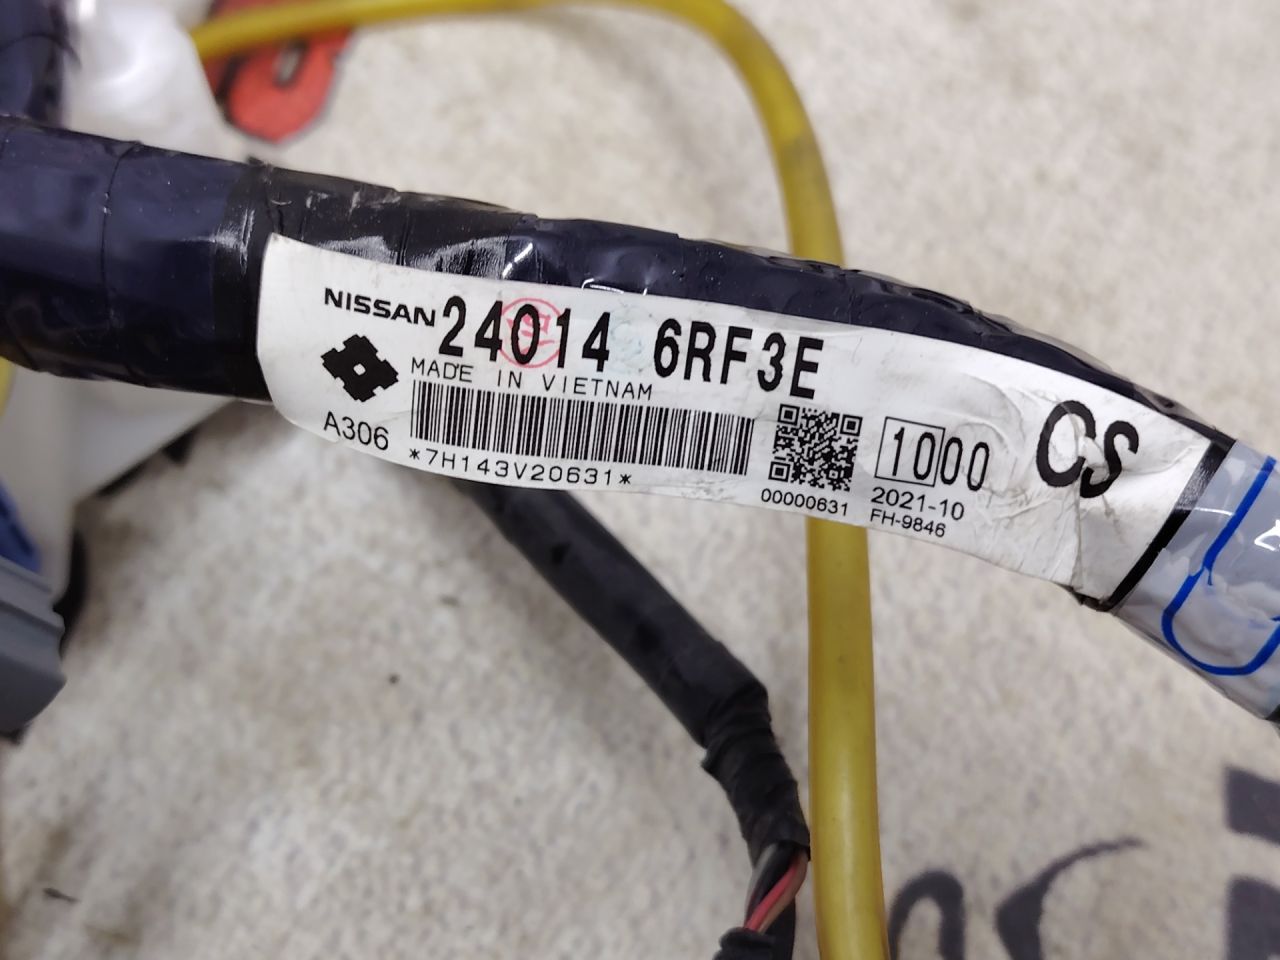 NISSAN 24014 6RF3E
MADE IN VIETNAM
A306
*7H143V20631*
00000631
1000
2021-10
FH-9846
CS